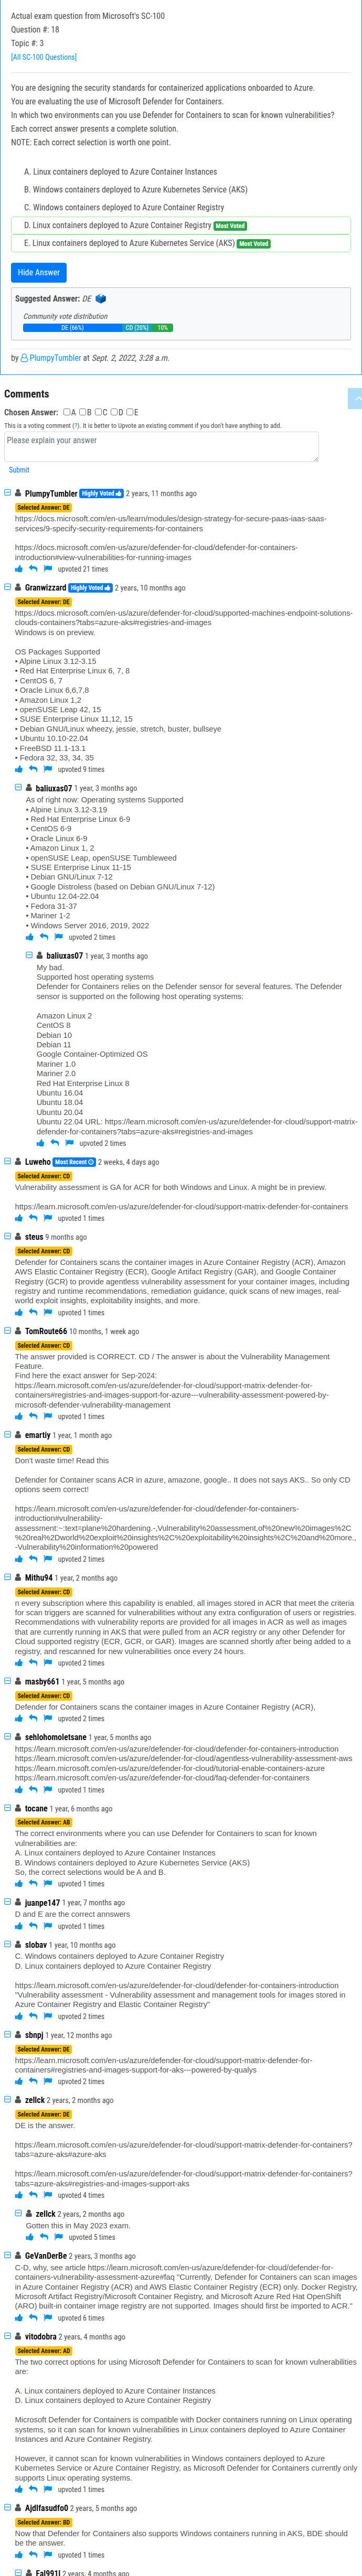 Actual exam question from Microsoft's SC-100
Question #: 18
Topic #: 3
[All SC-100 Questions]
You are designing the security standards for containerized applications onboarded to Azure.
You are evaluating the use of Microsoft Defender for Containers.
In which two environments can you use Defender for Containers to scan for known vulnerabilities?
Each correct answer presents a complete solution.
NOTE: Each correct selection is worth one point.
A. Linux containers deployed to Azure Container Instances
B. Windows containers deployed to Azure Kubernetes Service (AKS)
C. Windows containers deployed to Azure Container Registry
D. Linux containers deployed to Azure Container Registry Most Voted
E. Linux containers deployed to Azure Kubernetes Service (AKS) Most Voted
Hide Answer
Suggested Answer: DE
Community vote distribution
DE (66%) CD (20%) 10%
by PlumpyTumbler at Sept. 2, 2022, 3:28 a.m.
Comments
Chosen Answer: A B C D E
This is a voting comment (?). It is better to Upvote an existing comment if you don't have anything to add.
Please explain your answer
Submit
PlumpyTumbler Highly Voted 2 years, 11 months ago
Selected Answer: DE
https://docs.microsoft.com/en-us/learn/modules/design-strategy-for-secure-paas-iaas-saas-
services/9-specify-security-requirements-for-containers
https://docs.microsoft.com/en-us/azure/defender-for-cloud/defender-for-containers-
introduction#view-vulnerabilities-for-running-images
upvoted 21 times
Granwizzard Highly Voted 2 years, 10 months ago
Selected Answer: DE
https://docs.microsoft.com/en-us/azure/defender-for-cloud/supported-machines-endpoint-solutions-
clouds-containers?tabs=azure-aks#registries-and-images
Windows is on preview.
OS Packages Supported
• Alpine Linux 3.12-3.15
• Red Hat Enterprise Linux 6, 7, 8
• CentOS 6, 7
• Oracle Linux 6,6,7,8
• Amazon Linux 1,2
• openSUSE Leap 42, 15
• SUSE Enterprise Linux 11,12, 15
• Debian GNU/Linux wheezy, jessie, stretch, buster, bullseye
• Ubuntu 10.10-22.04
• FreeBSD 11.1-13.1
• Fedora 32, 33, 34, 35
upvoted 9 times
baliuxas07 1 year, 3 months ago
As of right now: Operating systems Supported
• Alpine Linux 3.12-3.19
• Red Hat Enterprise Linux 6-9
• CentOS 6-9
• Oracle Linux 6-9
• Amazon Linux 1, 2
• openSUSE Leap, openSUSE Tumbleweed
• SUSE Enterprise Linux 11-15
• Debian GNU/Linux 7-12
• Google Distroless (based on Debian GNU/Linux 7-12)
• Ubuntu 12.04-22.04
• Fedora 31-37
• Mariner 1-2
• Windows Server 2016, 2019, 2022
upvoted 2 times
baliuxas07 1 year, 3 months ago
My bad.
Supported host operating systems
Defender for Containers relies on the Defender sensor for several features. The Defender
sensor is supported on the following host operating systems:
Amazon Linux 2
CentOS 8
Debian 10
Debian 11
Google Container-Optimized OS
Mariner 1.0
Mariner 2.0
Red Hat Enterprise Linux 8
Ubuntu 16.04
Ubuntu 18.04
Ubuntu 20.04
Ubuntu 22.04 URL: https://learn.microsoft.com/en-us/azure/defender-for-cloud/support-matrix-
defender-for-containers?tabs=azure-aks#registries-and-images
upvoted 2 times
Luweho Most Recent 2 weeks, 4 days ago
Selected Answer: CD
Vulnerability assessment is GA for ACR for both Windows and Linux. A might be in preview.
https://learn.microsoft.com/en-us/azure/defender-for-cloud/support-matrix-defender-for-containers
upvoted 1 times
steus 9 months ago
Selected Answer: CD
Defender for Containers scans the container images in Azure Container Registry (ACR), Amazon
AWS Elastic Container Registry (ECR), Google Artifact Registry (GAR), and Google Container
Registry (GCR) to provide agentless vulnerability assessment for your container images, including
registry and runtime recommendations, remediation guidance, quick scans of new images, real-
world exploit insights, exploitability insights, and more.
upvoted 1 times
TomRoute66 10 months, 1 week ago
Selected Answer: CD
The answer provided is CORRECT. CD / The answer is about the Vulnerability Management
Feature.
Find here the exact answer for Sep-2024:
https://learn.microsoft.com/en-us/azure/defender-for-cloud/support-matrix-defender-for-
containers#registries-and-images-support-for-azure---vulnerability-assessment-powered-by-
microsoft-defender-vulnerability-management
upvoted 1 times
emartiy 1 year, 1 month ago
Selected Answer: CD
Don't waste time! Read this
Defender for Container scans ACR in azure, amazone, google.. It does not says AKS.. So only CD
options seem correct!
https://learn.microsoft.com/en-us/azure/defender-for-cloud/defender-for-containers-
introduction#vulnerability-
assessment:~:text=plane%20hardening.-,Vulnerability%20assessment,of%20new%20images%2C
%20real%2Dworld%20exploit%20insights%2C%20exploitability%20insights%2C%20and%20more.,
-Vulnerability%20information%20powered
upvoted 2 times
Mithu94 1 year, 2 months ago
Selected Answer: CD
n every subscription where this capability is enabled, all images stored in ACR that meet the criteria
for scan triggers are scanned for vulnerabilities without any extra configuration of users or registries.
Recommendations with vulnerability reports are provided for all images in ACR as well as images
that are currently running in AKS that were pulled from an ACR registry or any other Defender for
Cloud supported registry (ECR, GCR, or GAR). Images are scanned shortly after being added to a
registry, and rescanned for new vulnerabilities once every 24 hours.
upvoted 2 times
masby661 1 year, 5 months ago
Selected Answer: CD
Defender for Containers scans the container images in Azure Container Registry (ACR),
upvoted 2 times
sehlohomoletsane 1 year, 5 months ago
https://learn.microsoft.com/en-us/azure/defender-for-cloud/defender-for-containers-introduction
https://learn.microsoft.com/en-us/azure/defender-for-cloud/agentless-vulnerability-assessment-aws
https://learn.microsoft.com/en-us/azure/defender-for-cloud/tutorial-enable-containers-azure
https://learn.microsoft.com/en-us/azure/defender-for-cloud/faq-defender-for-containers
upvoted 1 times
tocane 1 year, 6 months ago
Selected Answer: AB
The correct environments where you can use Defender for Containers to scan for known
vulnerabilities are:
A. Linux containers deployed to Azure Container Instances
B. Windows containers deployed to Azure Kubernetes Service (AKS)
So, the correct selections would be A and B.
upvoted 1 times
juanpe147 1 year, 7 months ago
D and E are the correct annswers
upvoted 1 times
slobav 1 year, 10 months ago
C. Windows containers deployed to Azure Container Registry
D. Linux containers deployed to Azure Container Registry
https://learn.microsoft.com/en-us/azure/defender-for-cloud/defender-for-containers-introduction
"Vulnerability assessment - Vulnerability assessment and management tools for images stored in
Azure Container Registry and Elastic Container Registry"
upvoted 2 times
sbnpj 1 year, 12 months ago
Selected Answer: DE
https://learn.microsoft.com/en-us/azure/defender-for-cloud/support-matrix-defender-for-
containers#registries-and-images-support-for-aks---powered-by-qualys
upvoted 2 times
zellck 2 years, 2 months ago
Selected Answer: DE
DE is the answer.
https://learn.microsoft.com/en-us/azure/defender-for-cloud/support-matrix-defender-for-containers?
tabs=azure-aks#azure-aks
https://learn.microsoft.com/en-us/azure/defender-for-cloud/support-matrix-defender-for-containers?
tabs=azure-aks#registries-and-images-support-aks
upvoted 4 times
zellck 2 years, 2 months ago
Gotten this in May 2023 exam.
upvoted 5 times
GeVanDerBe 2 years, 3 months ago
C-D, why, see article https://learn.microsoft.com/en-us/azure/defender-for-cloud/defender-for-
containers-vulnerability-assessment-azure#faq "Currently, Defender for Containers can scan images
in Azure Container Registry (ACR) and AWS Elastic Container Registry (ECR) only. Docker Registry,
Microsoft Artifact Registry/Microsoft Container Registry, and Microsoft Azure Red Hat OpenShift
(ARO) built-in container image registry are not supported. Images should first be imported to ACR."
upvoted 6 times
vitodobra 2 years, 4 months ago
Selected Answer: AD
The two correct options for using Microsoft Defender for Containers to scan for known vulnerabilities
are:
A. Linux containers deployed to Azure Container Instances
D. Linux containers deployed to Azure Container Registry
Microsoft Defender for Containers is compatible with Docker containers running on Linux operating
systems, so it can scan for known vulnerabilities in Linux containers deployed to Azure Container
Instances and Azure Container Registry.
However, it cannot scan for known vulnerabilities in Windows containers deployed to Azure
Kubernetes Service or Azure Container Registry, as Microsoft Defender for Containers currently only
supports Linux operating systems.
upvoted 1 times
Ajdlfasudfo0 2 years, 5 months ago
Selected Answer: BD
Now that Defender for Containers also supports Windows containers running in AKS, BDE should
be the answer.
upvoted 1 times
Fal991l 2 years, 4 months ago